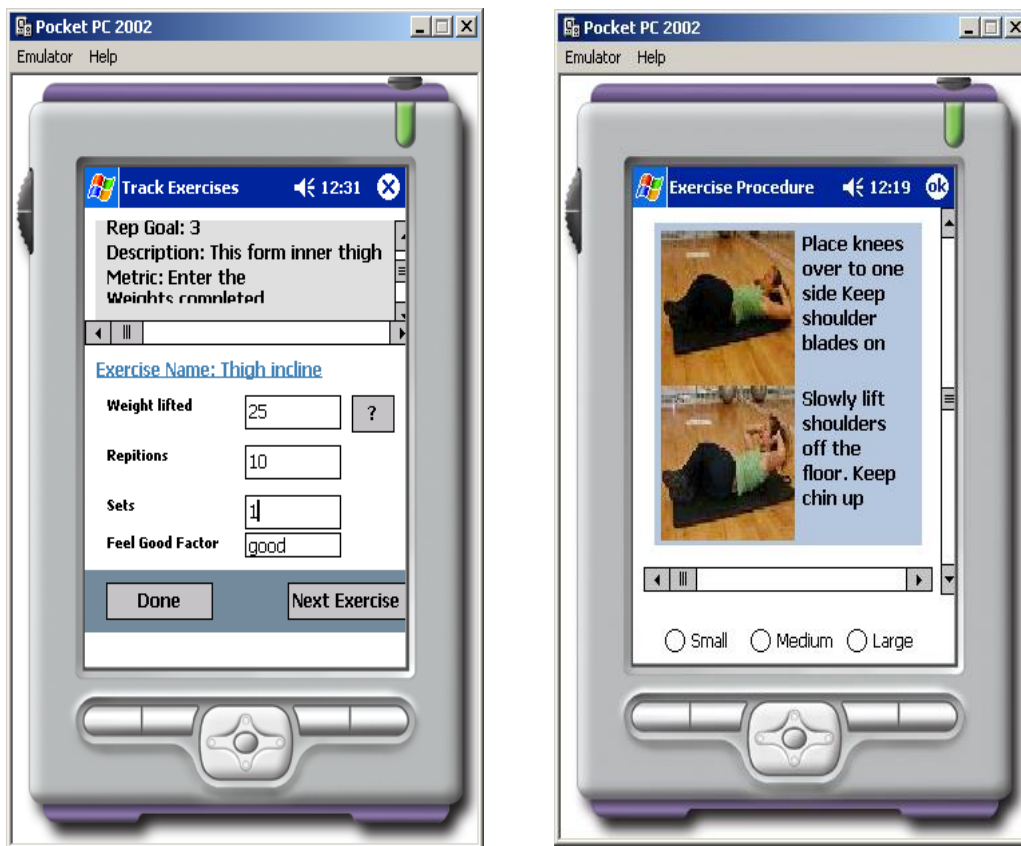 Pocket PC 2002
Emulator Help
Track Exercises 12:31
Rep Goal: 3
Description: This form inner thigh
Metric: Enter the
Weights completed
Exercise Name: Thigh incline
Weight lifted 25 ?
Repitions 10
Sets 1
Feel Good Factor good
Done Next Exercise
Pocket PC 2002
Emulator Help
Exercise Procedure 12:19 ok
Place knees
over to one
side Keep
shoulder
blades on
Slowly lift
shoulders
off the
floor. Keep
chin up
Small Medium Large